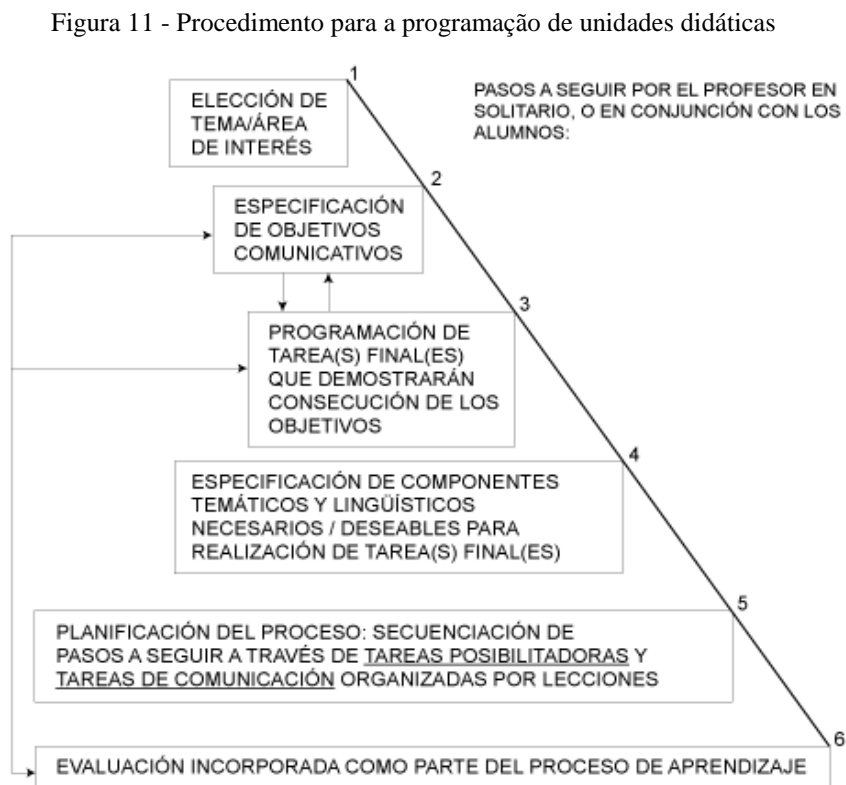 Figura 11 - Procedimento para a programação de unidades didáticas
1
ELECCIÓN DE
TEMA/ÁREA
DE INTERÉS
PASOS A SEGUIR POR EL PROFESOR EN
SOLITARIO, O EN CONJUNCIÓN CON LOS
ALUMNOS:
2
ESPECIFICACIÓN
DE OBJETIVOS
COMUNICATIVOS
3
PROGRAMACIÓN DE
TAREA(S) FINAL(ES)
QUE DEMOSTRARÁN
CONSECUCIÓN DE LOS
OBJETIVOS
4
ESPECIFICACIÓN DE COMPONENTES
TEMÁTICOS Y LINGÜÍSTICOS
NECESARIOS / DESEABLES PARA
REALIZACIÓN DE TAREA(S) FINAL(ES)
5
PLANIFICACIÓN DEL PROCESO: SECUENCIACIÓN DE
PASOS A SEGUIR A TRAVÉS DE TAREAS POSIBILITADORAS Y
TAREAS DE COMUNICACIÓN ORGANIZADAS POR LECCIONES
6
EVALUACIÓN INCORPORADA COMO PARTE DEL PROCESO DE APRENDIZAJE